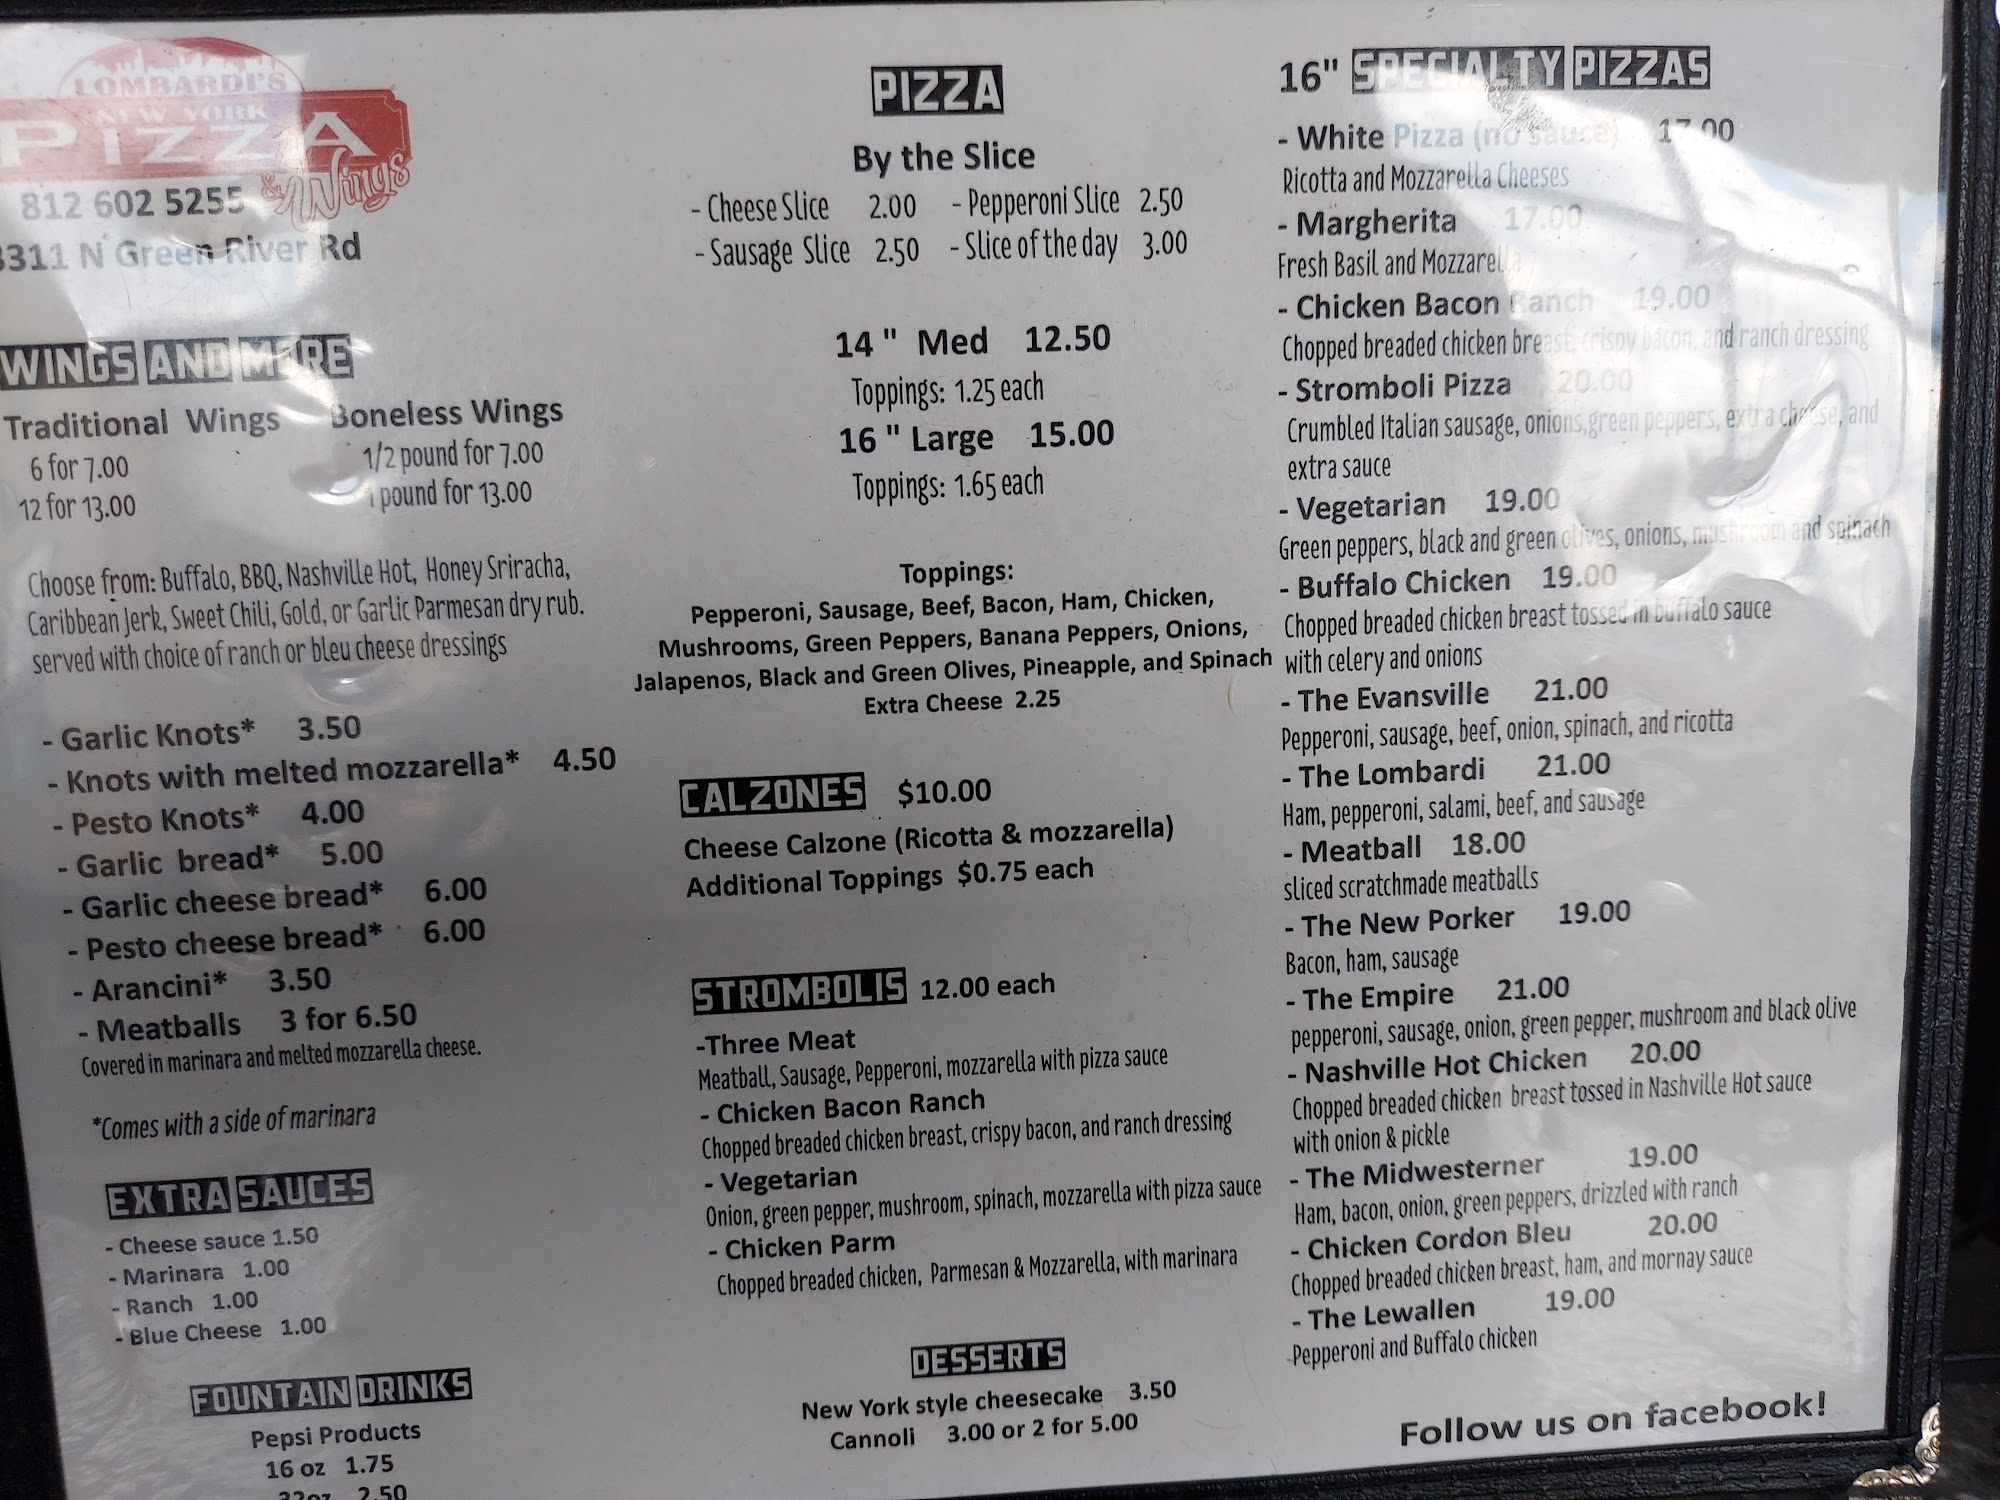 LOMBARDI'S
NEW YORK
PIZZA
& Wings
812 602 5255
3311 N Green River Rd
WINGS AND MORE
Traditional Wings Boneless Wings
6 for 7.00 1/2 pound for 7.00
12 for 13.00 1 pound for 13.00
Choose from: Buffalo, BBQ, Nashville Hot, Honey Sriracha,
Caribbean Jerk, Sweet Chili, Gold, or Garlic Parmesan dry rub.
served with choice of ranch or bleu cheese dressings
- Garlic Knots* 3.50
- Knots with melted mozzarella* 4.50
- Pesto Knots* 4.00
- Garlic bread* 5.00
- Garlic cheese bread* 6.00
- Pesto cheese bread* 6.00
- Arancini* 3.50
- Meatballs 3 for 6.50
Covered in marinara and melted mozzarella cheese.
*Comes with a side of marinara
EXTRA SAUCES
- Cheese sauce 1.50
- Marinara 1.00
- Ranch 1.00
- Blue Cheese 1.00
FOUNTAIN DRINKS
Pepsi Products
16 oz 1.75
32oz 2.50
PIZZA
By the Slice
- Cheese Slice 2.00 - Pepperoni Slice 2.50
- Sausage Slice 2.50 - Slice of the day 3.00
14 " Med 12.50
Toppings: 1.25 each
16 " Large 15.00
Toppings: 1.65 each
Toppings:
Pepperoni, Sausage, Beef, Bacon, Ham, Chicken,
Mushrooms, Green Peppers, Banana Peppers, Onions,
Jalapenos, Black and Green Olives, Pineapple, and Spinach
Extra Cheese 2.25
CALZONES $10.00
Cheese Calzone (Ricotta & mozzarella)
Additional Toppings $0.75 each
STROMBOLIS 12.00 each
-Three Meat
Meatball, Sausage, Pepperoni, mozzarella with pizza sauce
- Chicken Bacon Ranch
Chopped breaded chicken breast, crispy bacon, and ranch dressing
- Vegetarian
Onion, green pepper, mushroom, spinach, mozzarella with pizza sauce
- Chicken Parm
Chopped breaded chicken, Parmesan & Mozzarella, with marinara
DESSERTS
New York style cheesecake 3.50
Cannoli 3.00 or 2 for 5.00
16" SPECIALTY PIZZAS
- White Pizza (no sauce) 17.00
Ricotta and Mozzarella Cheeses
- Margherita 17.00
Fresh Basil and Mozzarella
- Chicken Bacon Ranch 19.00
Chopped breaded chicken breast, crispy bacon, and ranch dressing
- Stromboli Pizza 20.00
Crumbled Italian sausage, onions,green peppers, extra cheese, and
extra sauce
- Vegetarian 19.00
Green peppers, black and green olives, onions, mushroom and spinach
- Buffalo Chicken 19.00
Chopped breaded chicken breast tossed in buffalo sauce
with celery and onions
- The Evansville 21.00
Pepperoni, sausage, beef, onion, spinach, and ricotta
- The Lombardi 21.00
Ham, pepperoni, salami, beef, and sausage
- Meatball 18.00
sliced scratchmade meatballs
- The New Porker 19.00
Bacon, ham, sausage
- The Empire 21.00
pepperoni, sausage, onion, green pepper, mushroom and black olive
- Nashville Hot Chicken 20.00
Chopped breaded chicken breast tossed in Nashville Hot sauce
with onion & pickle
- The Midwesterner 19.00
Ham, bacon, onion, green peppers, drizzled with ranch
- Chicken Cordon Bleu 20.00
Chopped breaded chicken breast, ham, and mornay sauce
- The Lewallen 19.00
Pepperoni and Buffalo chicken
Follow us on facebook!